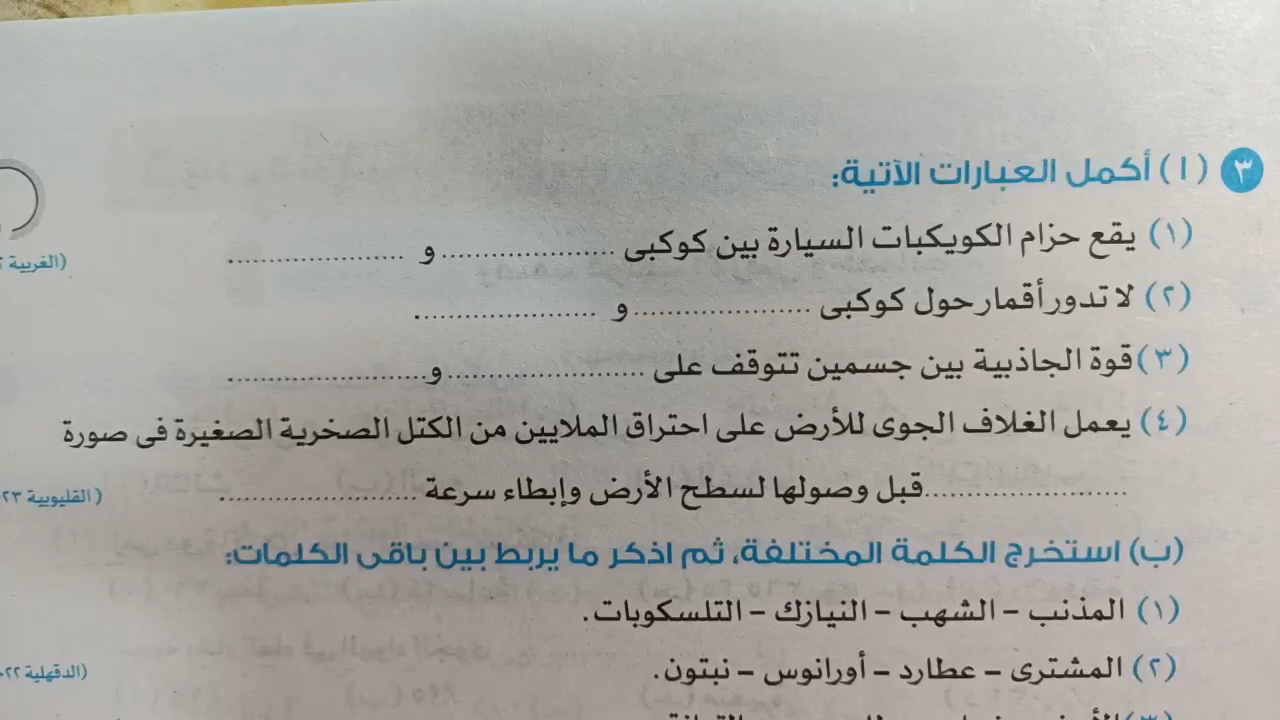 ٣ (ا) أكمل العبارات الآتية:
(١) يقع حزام الكويكبات السيارة بين كوكبى .................... و .................... (الغربية
(٢) لا تدور أقمار حول كوكبى .................... و ....................
(٣) قوة الجاذبية بين جسمين تتوقف على .................... و ....................
(٤) يعمل الغلاف الجوى للأرض على احتراق الملايين من الكتل الصخرية الصغيرة فى صورة
.................... قبل وصولها لسطح الأرض وإبطاء سرعة .................... (القليوبية ٢٣
(ب) استخرج الكلمة المختلفة، ثم اذكر ما يربط بين باقى الكلمات:
(١) المذنب – الشهب – النيازك – التلسكوبات.
(٢) المشترى – عطارد – أورانوس – نبتون. (الدقهلية ٢٢